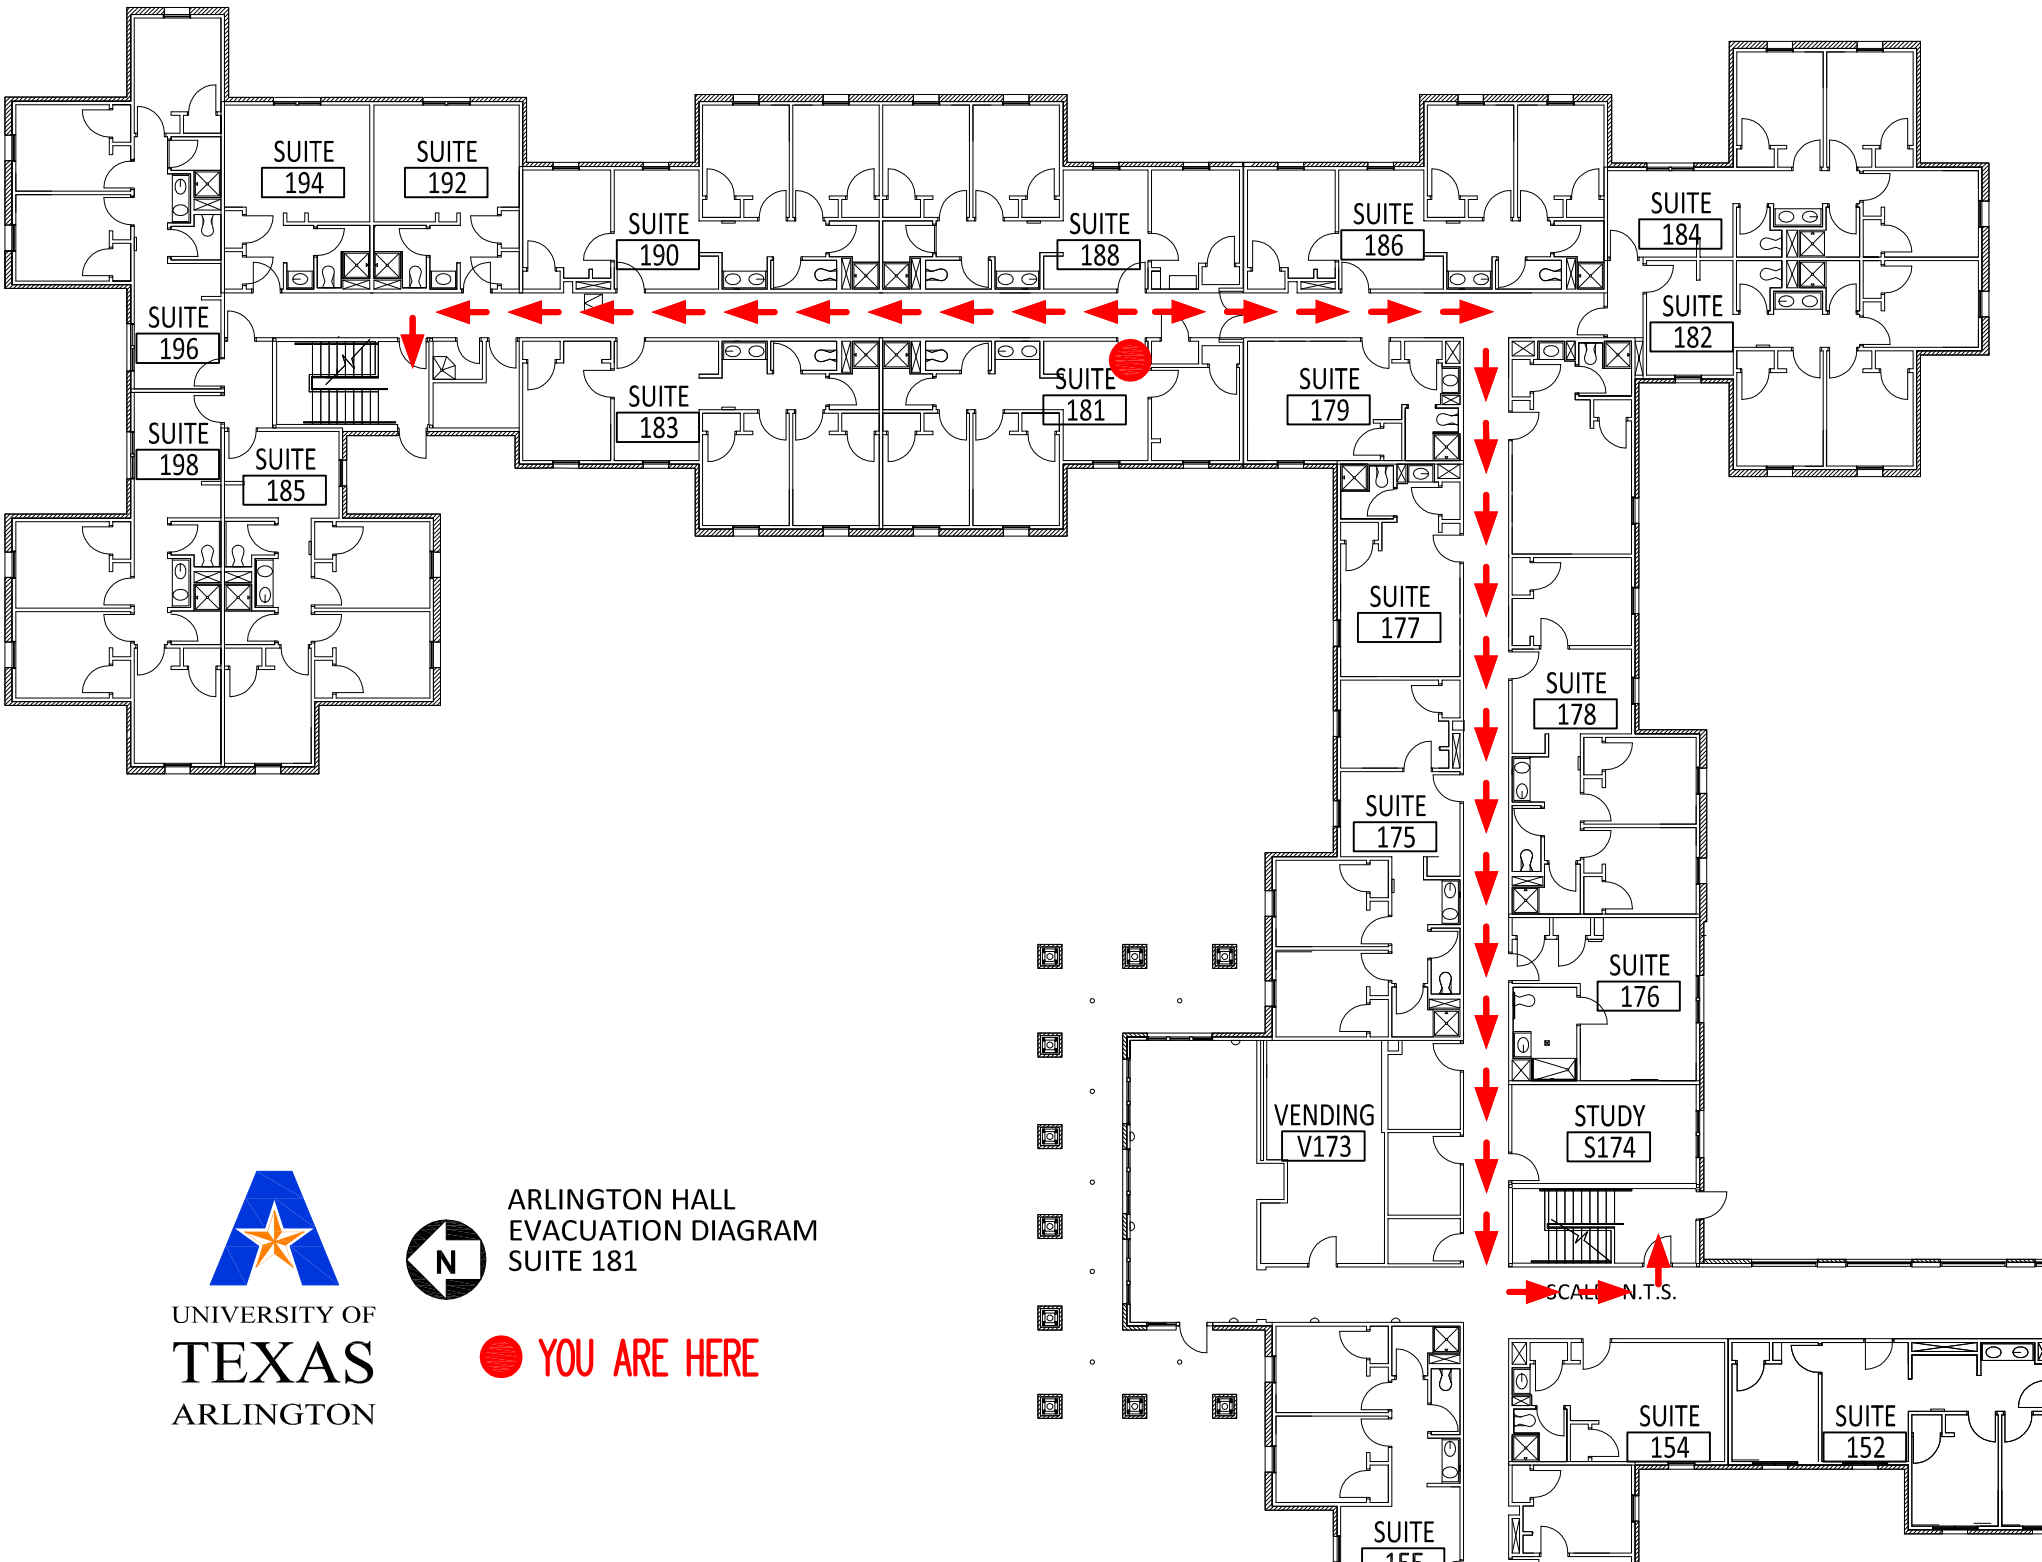 SUITE
194
SUITE
192
SUITE
190
SUITE
188
SUITE
186
SUITE
184
SUITE
182
SUITE
196
SUITE
198
SUITE
185
SUITE
183
SUITE
181
SUITE
179
SUITE
177
SUITE
178
SUITE
175
SUITE
176
VENDING
V173
STUDY
S174
SCALE N.T.S.
SUITE
154
SUITE
152
SUITE
155
N
ARLINGTON HALL
EVACUATION DIAGRAM
SUITE 181
YOU ARE HERE
UNIVERSITY OF
TEXAS
ARLINGTON